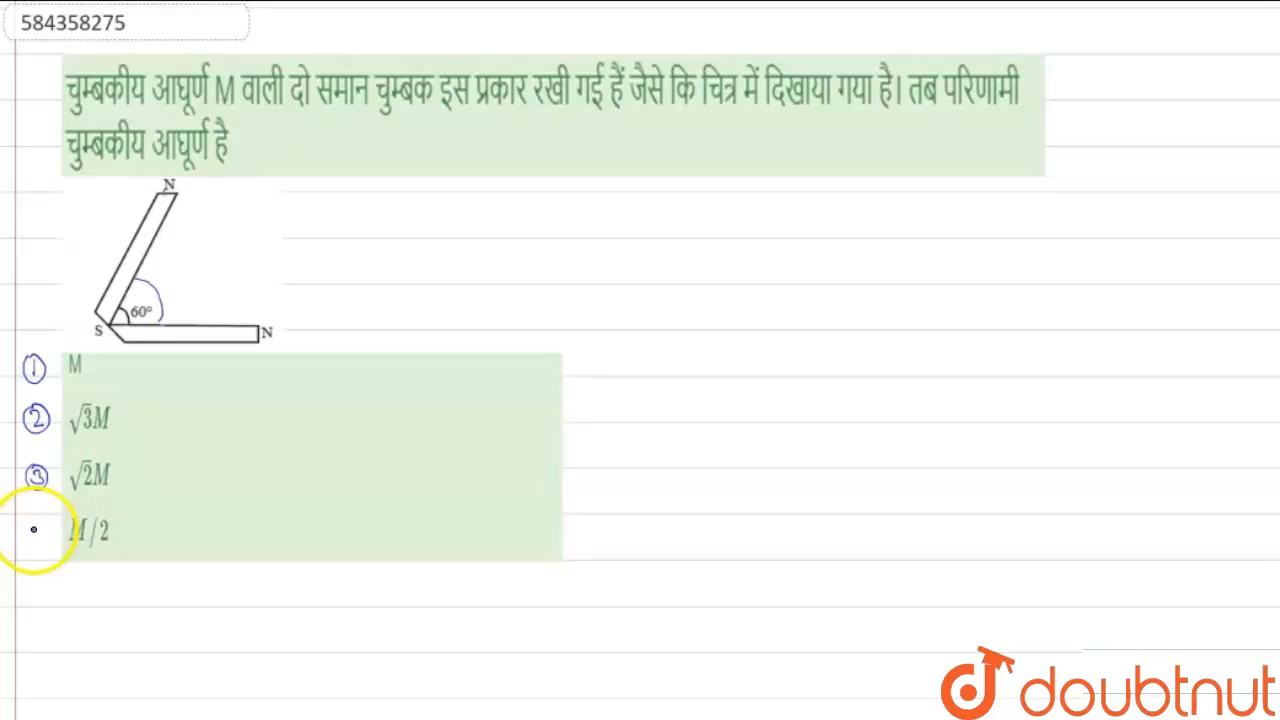 584358275
चुम्बकीय आघूर्ण M वाली दो समान चुम्बक इस प्रकार रखी गई हैं जैसे कि चित्र में दिखाया गया है। तब परिणामी
चुम्बकीय आघूर्ण है
N
60°
S
N
① M
② √3M
③ √2M
M/2
doubtnut